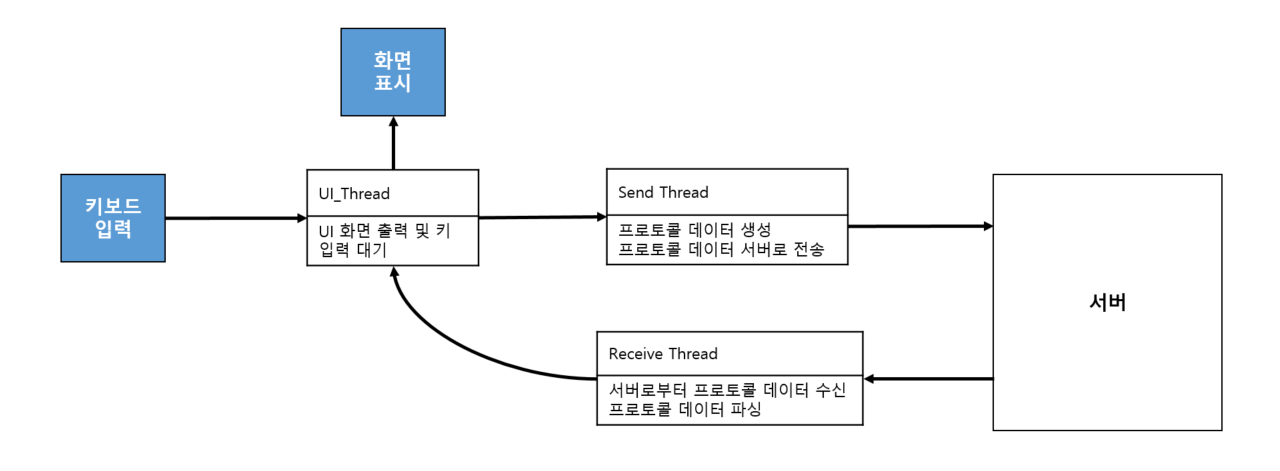 화면
표시
키보드
입력
UI_Thread
UI 화면 출력 및 키
입력 대기
Send Thread
프로토콜 데이터 생성
프로토콜 데이터 서버로 전송
서버
Receive Thread
서버로부터 프로토콜 데이터 수신
프로토콜 데이터 파싱